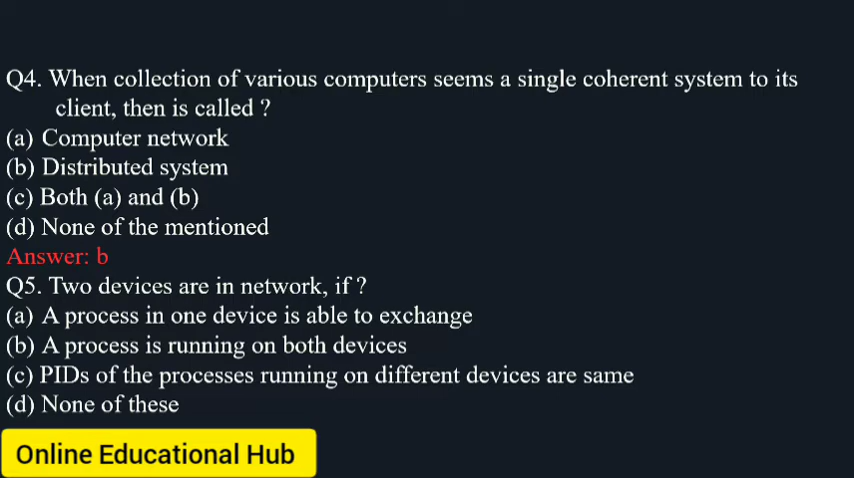 Q4. When collection of various computers seems a single coherent system to its
client, then is called ?
(a) Computer network
(b) Distributed system
(c) Both (a) and (b)
(d) None of the mentioned
Answer: b
Q5. Two devices are in network, if ?
(a) A process in one device is able to exchange
(b) A process is running on both devices
(c) PIDs of the processes running on different devices are same
(d) None of these
Online Educational Hub